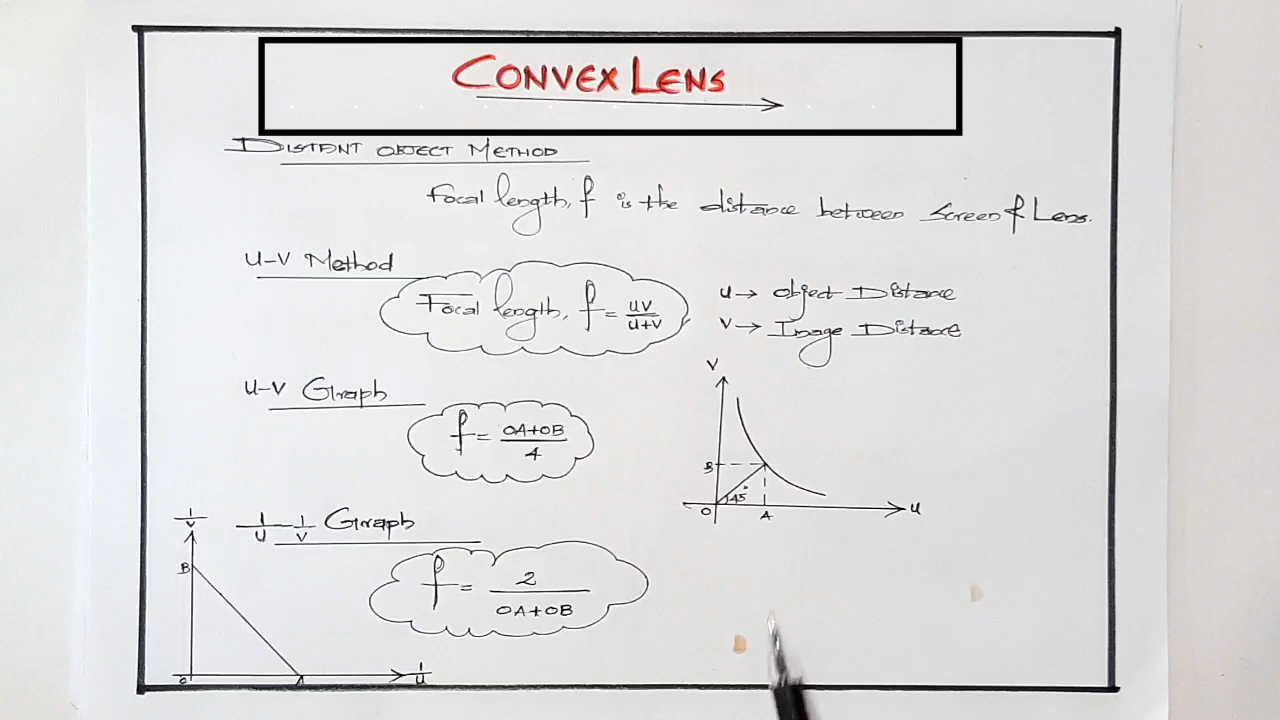 CONVEX LENS
DISTANT OBJECT METHOD
Focal length, f is the distance between Screen & Lens.
u-v Method
Focal length, f = uv/u+v
u → Object Distance
v → Image Distance
u-v Graph
f = OA+OB/4
v
B
45°
O
A
u
1/u - 1/v Graph
f = 2/OA+OB
1/v
B
O
A
1/u